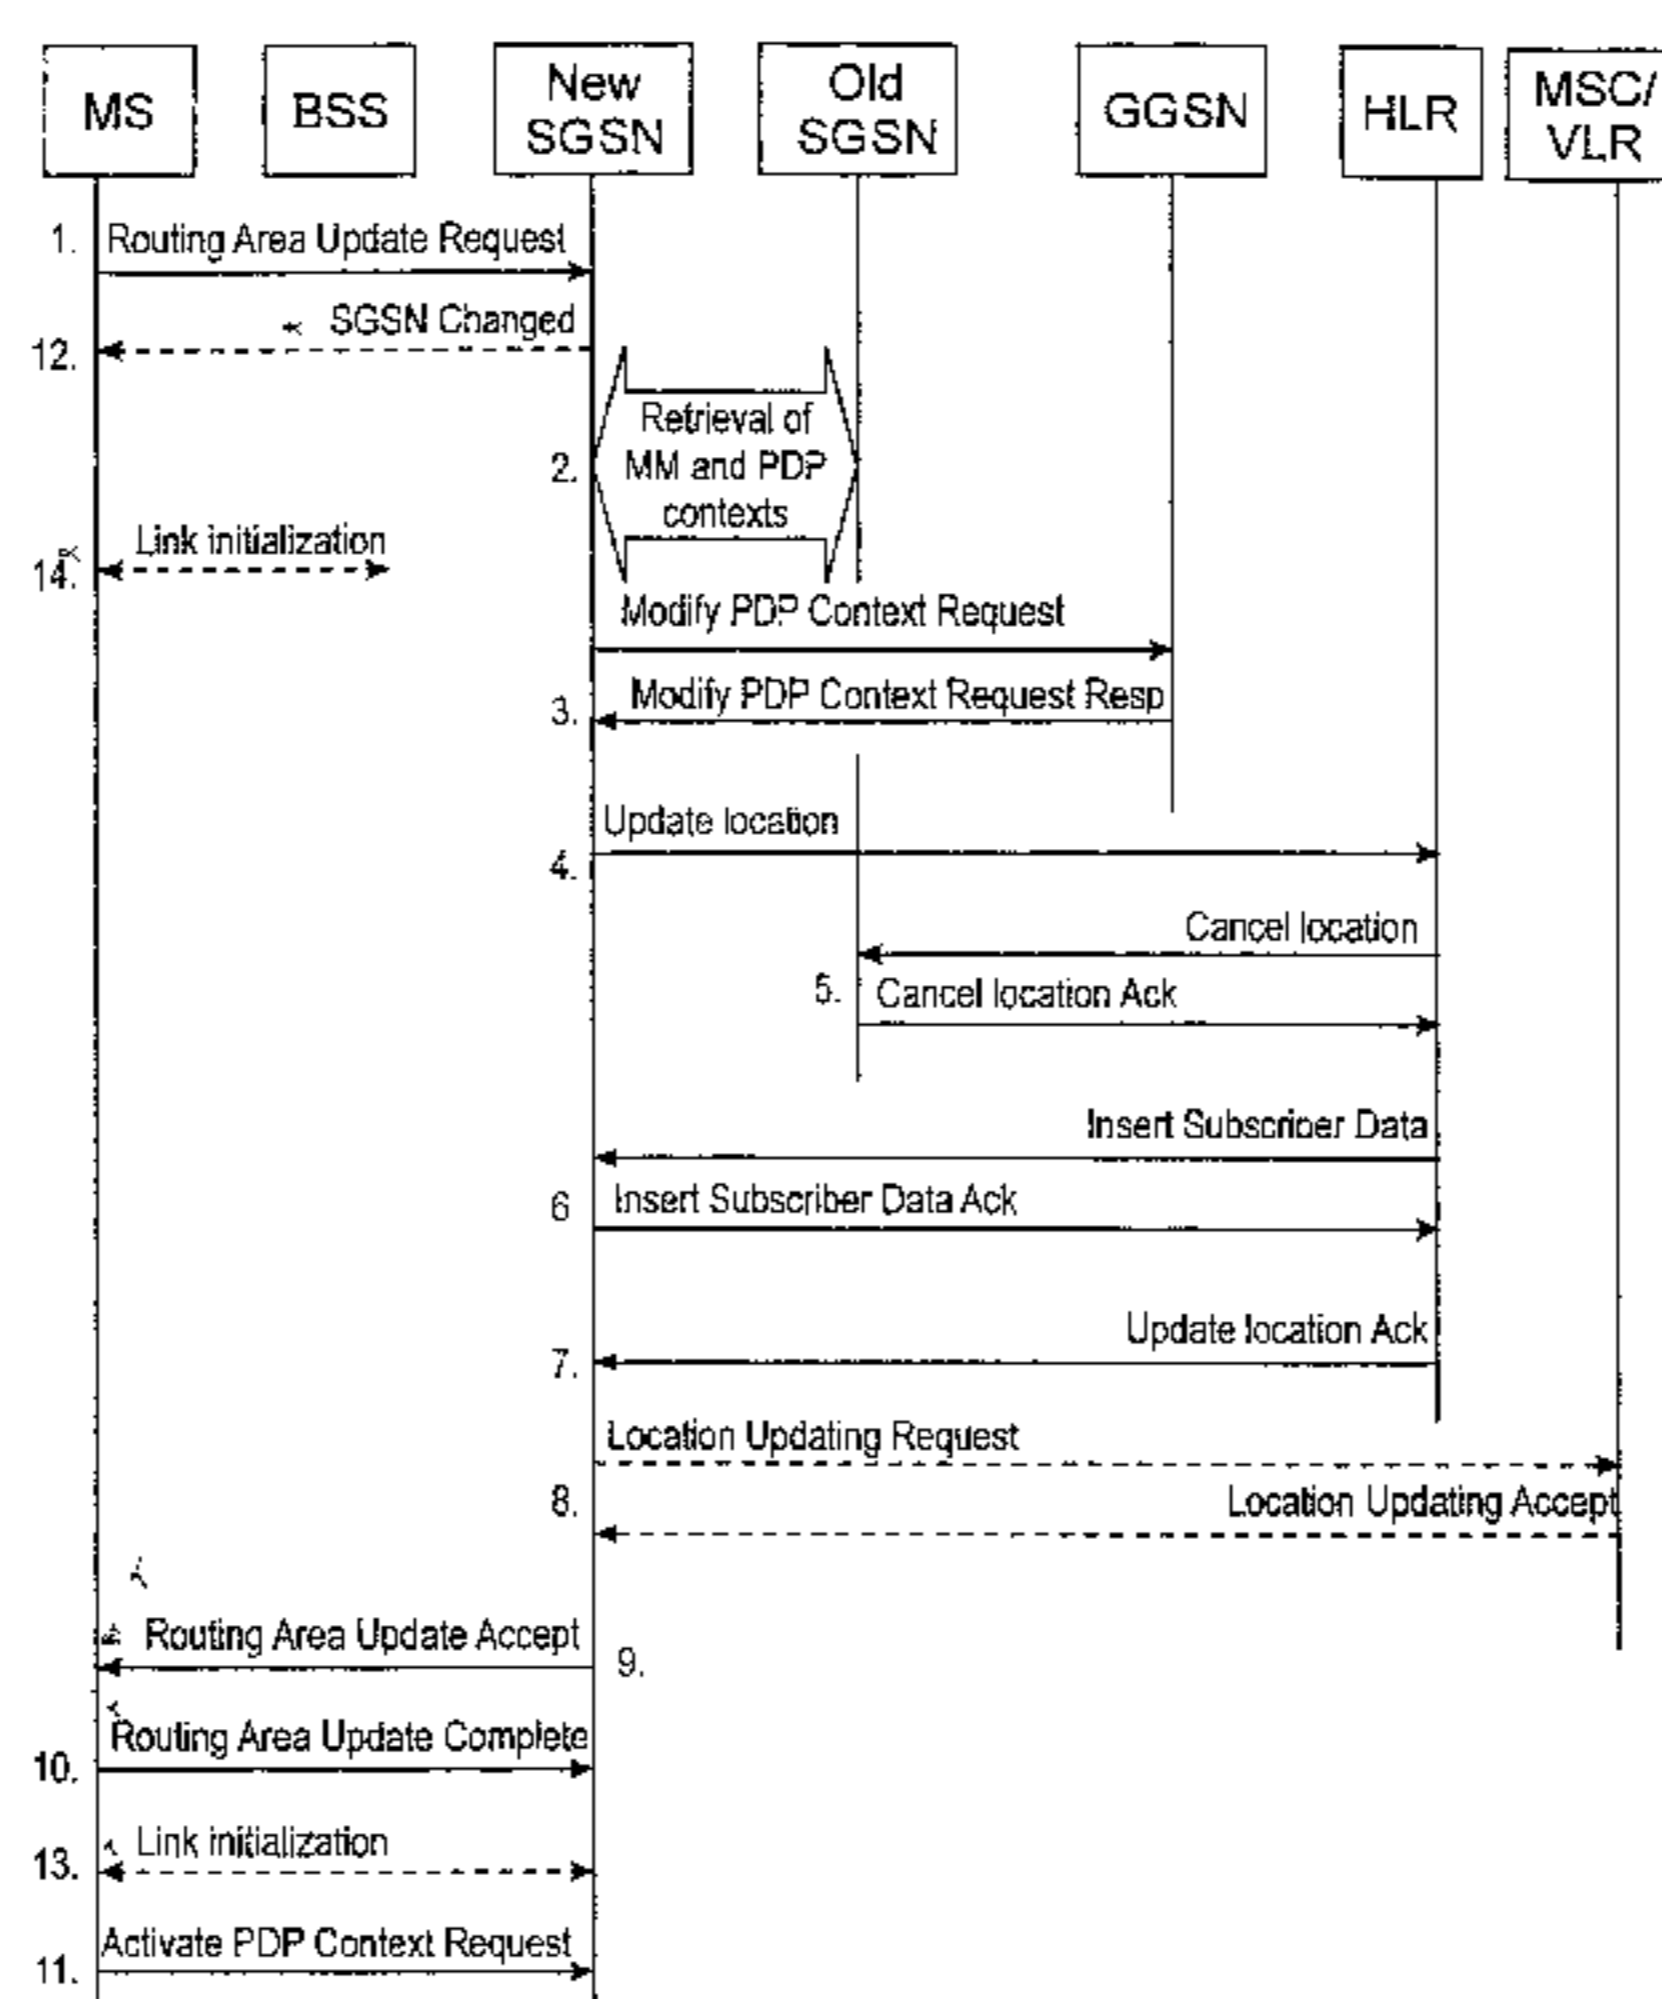 MS
BSS
New
SGSN
Old
SGSN
GGSN
HLR
MSC/
VLR
1. Routing Area Update Request
SGSN Changed
12.
Retrieval of
2. MM and PDP
contexts
Link initialization
14.
Modify PDP Context Request
Modify PDP Context Request Resp
3.
Update location
4.
Cancel location
5. Cancel location Ack
Insert Subscriber Data
6 Insert Subscriber Data Ack
Update location Ack
7.
Location Updating Request
8. Location Updating Accept
Routing Area Update Accept
9.
Routing Area Update Complete
10.
Link initialization
13.
Activate PDP Context Request
11.